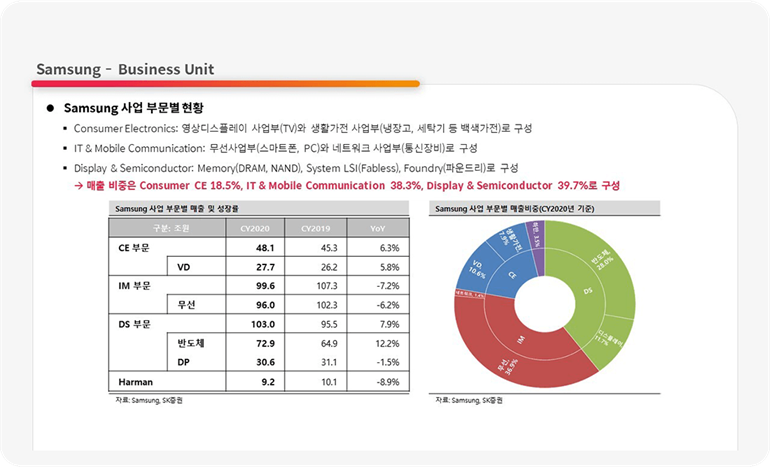 Samsung – Business Unit
● Samsung 사업 부문별 현황
▪ Consumer Electronics: 영상디스플레이 사업부(TV)와 생활가전 사업부(냉장고, 세탁기 등 백색가전)로 구성
▪ IT & Mobile Communication: 무선사업부(스마트폰, PC)와 네트워크 사업부(통신장비)로 구성
▪ Display & Semiconductor: Memory(DRAM, NAND), System LSI(Fabless), Foundry(파운드리)로 구성
→ 매출 비중은 Consumer CE 18.5%, IT & Mobile Communication 38.3%, Display & Semiconductor 39.7%로 구성
Samsung 사업 부문별 매출 및 성장률
구분: 조원 CY2020 CY2019 YoY
CE 부문 48.1 45.3 6.3%
VD 27.7 26.2 5.8%
IM 부문 99.6 107.3 -7.2%
무선 96.0 102.3 -6.2%
DS 부문 103.0 95.5 7.9%
반도체 72.9 64.9 12.2%
DP 30.6 31.1 -1.5%
Harman 9.2 10.1 -8.9%
자료: Samsung, SK증권
Samsung 사업 부문별 매출비중(CY2020년 기준)
하만, 3.5%
반도체,
28.0%
DS
디스플레이,
11.7%
IM
무선,
36.9%
네트워크, 1.4%
VD,
10.6%
CE
생활가전,
7.9%
자료: Samsung, SK증권